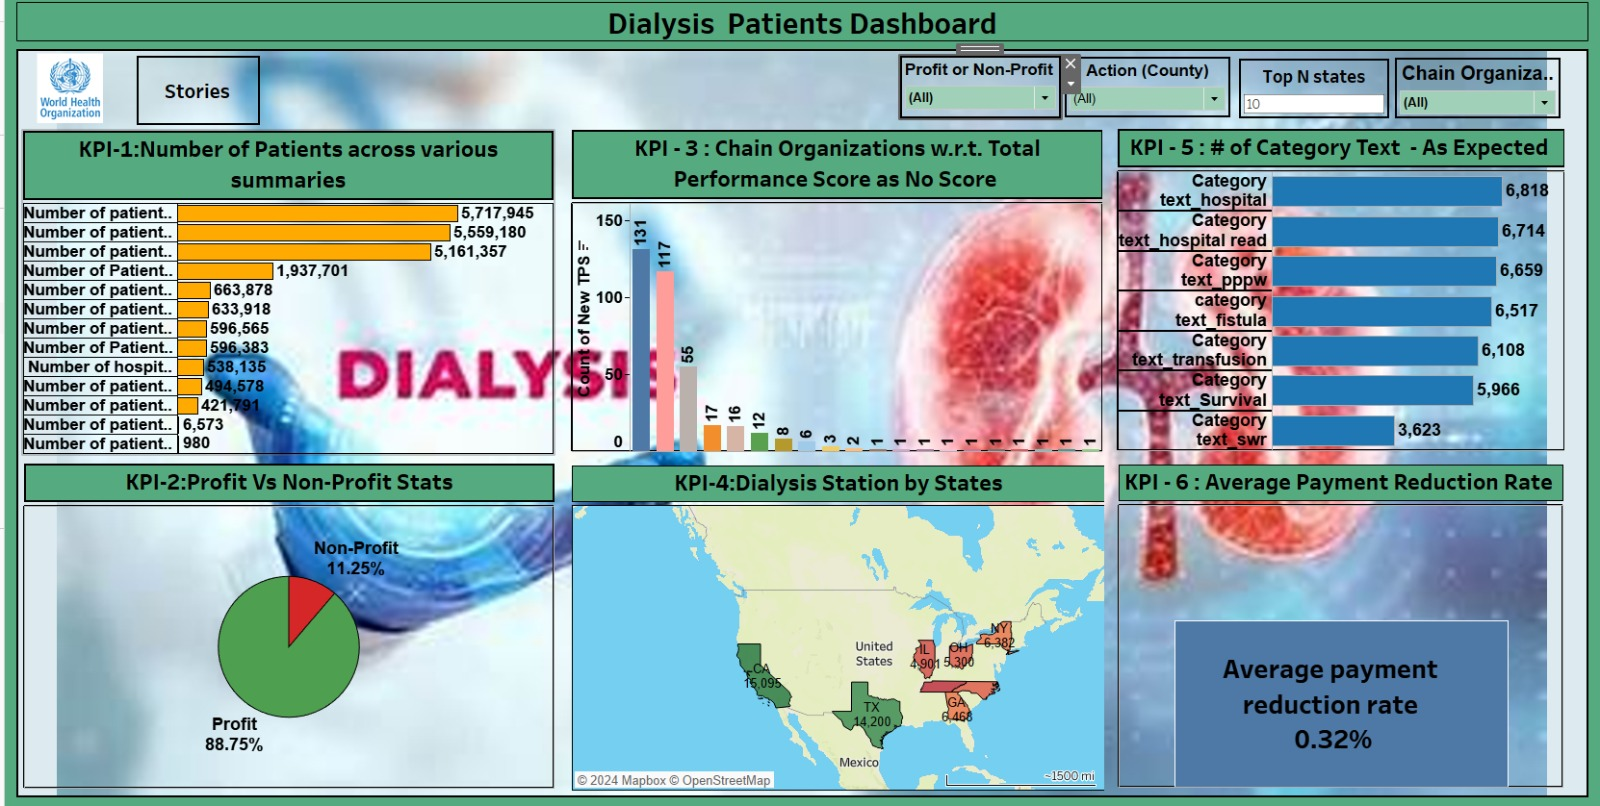 Dialysis Patients Dashboard
World Health
Organization
Stories
Profit or Non-Profit
(All)
Action (County)
(All)
Top N states
10
Chain Organiza..
(All)
KPI-1:Number of Patients across various
summaries
Number of patient.. 5,717,945
Number of patient.. 5,559,180
Number of patient.. 5,161,357
Number of Patient.. 1,937,701
Number of patient.. 663,878
Number of patient.. 633,918
Number of patient.. 596,565
Number of Patient.. 596,383
Number of hospit.. 538,135
Number of patient.. 494,578
Number of patient.. 421,791
Number of patient.. 6,573
Number of patient.. 980
DIALYSIS
KPI - 3 : Chain Organizations w.r.t. Total
Performance Score as No Score
Count of New TPS
150
100
50
0
131
117
55
17
16
12
8
6
3
2
1
1
1
1
1
1
1
1
1
1
KPI - 5 : # of Category Text - As Expected
Category
text_hospital 6,818
Category
text_hospital read 6,714
Category
text_pppw 6,659
category
text_fistula 6,517
Category
text_transfusion 6,108
Category
text_Survival 5,966
Category
text_swr 3,623
KPI-2:Profit Vs Non-Profit Stats
Non-Profit
11.25%
Profit
88.75%
KPI-4:Dialysis Station by States
United
States
Mexico
CA
15,095
TX
14,200
IL
4,901
OH
5,300
NY
6,382
GA
6,468
© 2024 Mapbox © OpenStreetMap
~1500 mi
KPI - 6 : Average Payment Reduction Rate
Average payment
reduction rate
0.32%